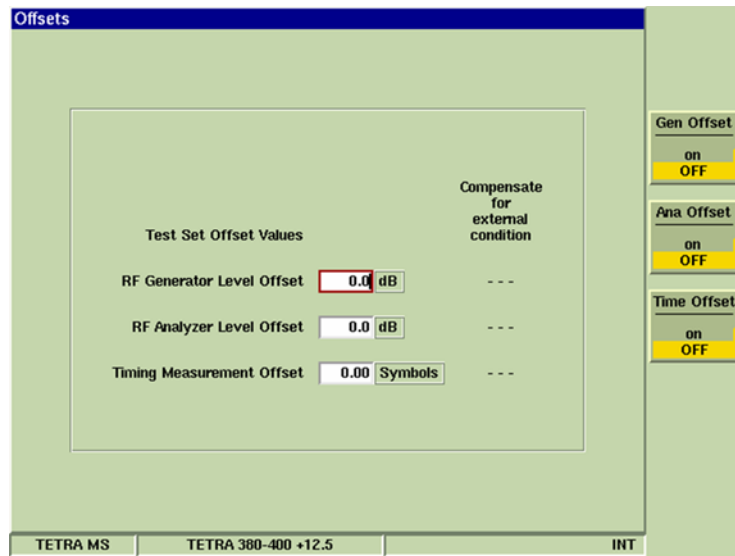 Offsets
Compensate
for
external
condition
Test Set Offset Values
RF Generator Level Offset 0.0 dB - - -
RF Analyzer Level Offset 0.0 dB - - -
Timing Measurement Offset 0.00 Symbols - - -
Gen Offset
on
OFF
Ana Offset
on
OFF
Time Offset
on
OFF
TETRA MS TETRA 380-400 +12.5 INT